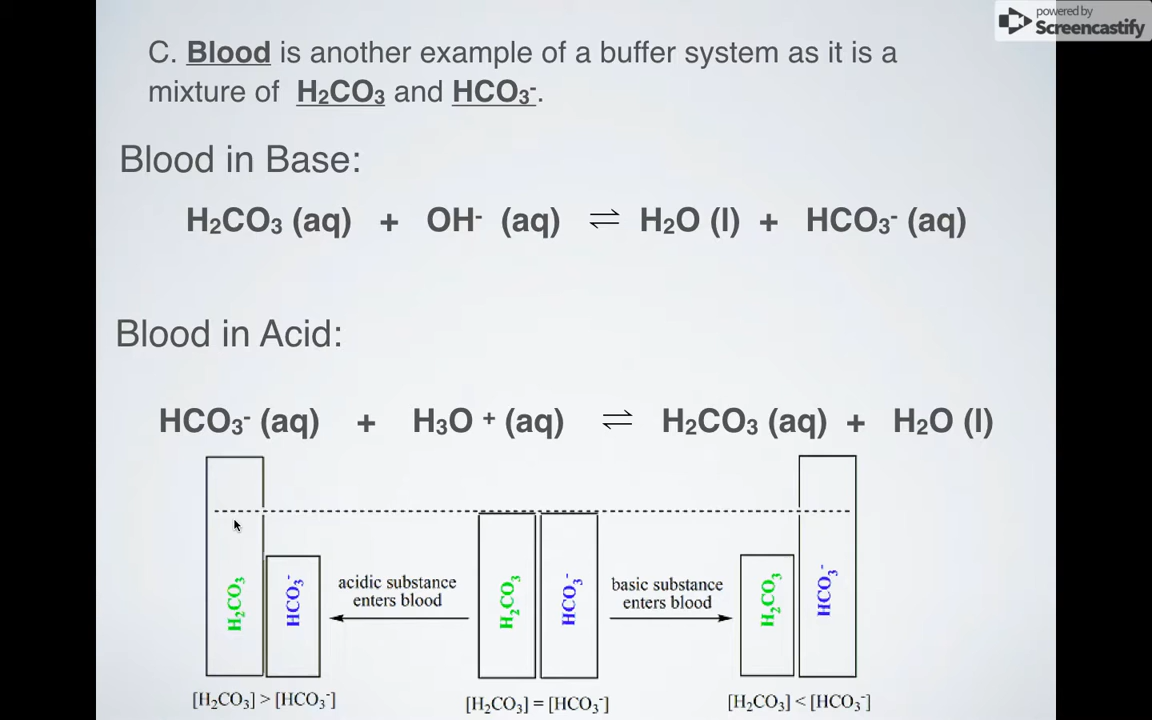 powered by
Screencastify
C. Blood is another example of a buffer system as it is a
mixture of H₂CO₃ and HCO₃⁻.
Blood in Base:
H₂CO₃ (aq) + OH⁻ (aq) ⇌ H₂O (l) + HCO₃⁻ (aq)
Blood in Acid:
HCO₃⁻ (aq) + H₃O ⁺ (aq) ⇌ H₂CO₃ (aq) + H₂O (l)
H₂CO₃
HCO₃⁻
acidic substance
enters blood
H₂CO₃
HCO₃⁻
basic substance
enters blood
H₂CO₃
HCO₃⁻
[H₂CO₃] > [HCO₃⁻]
[H₂CO₃] = [HCO₃⁻]
[H₂CO₃] < [HCO₃⁻]